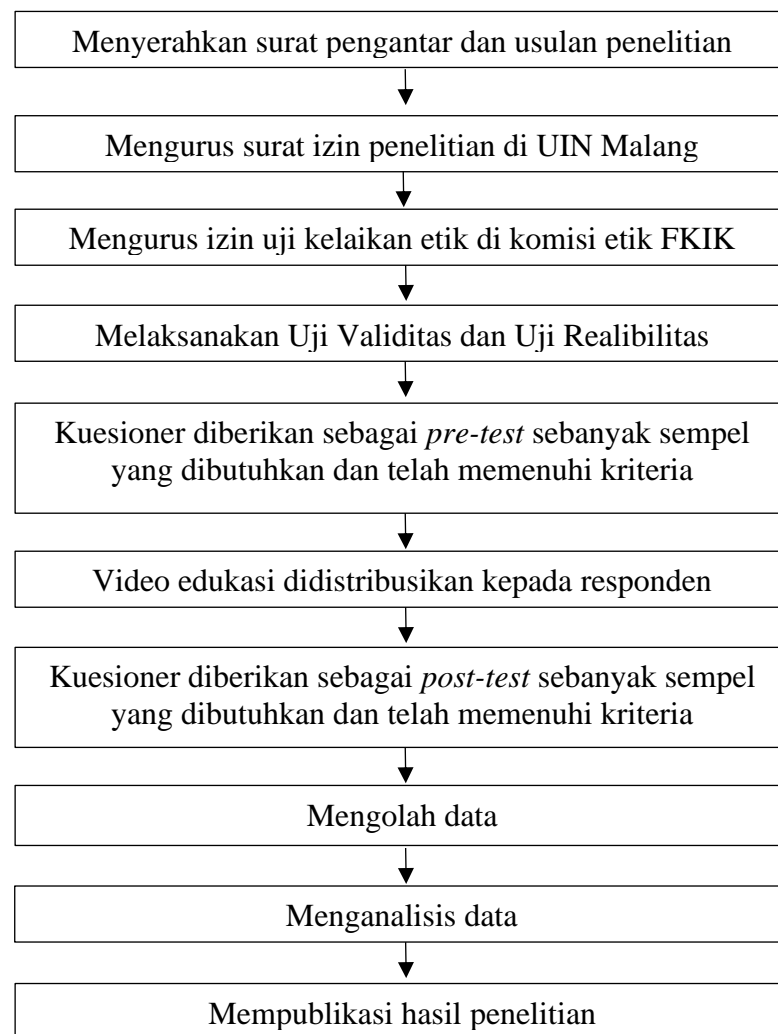 Menyerahkan surat pengantar dan usulan penelitian
Mengurus surat izin penelitian di UIN Malang
Mengurus izin uji kelaikan etik di komisi etik FKIK
Melaksanakan Uji Validitas dan Uji Realibilitas
Kuesioner diberikan sebagai pre-test sebanyak sempel
yang dibutuhkan dan telah memenuhi kriteria
Video edukasi didistribusikan kepada responden
Kuesioner diberikan sebagai post-test sebanyak sempel
yang dibutuhkan dan telah memenuhi kriteria
Mengolah data
Menganalisis data
Mempublikasi hasil penelitian